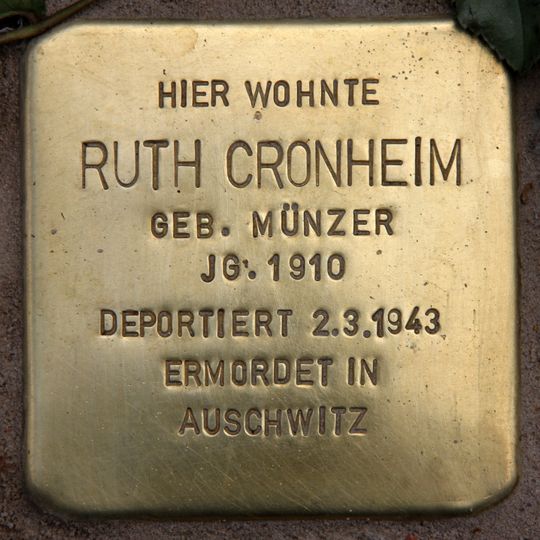 HIER WOHNTE
RUTH CRONHEIM
GEB. MÜNZER
JG. 1910
DEPORTIERT 2.3.1943
ERMORDET IN
AUSCHWITZ